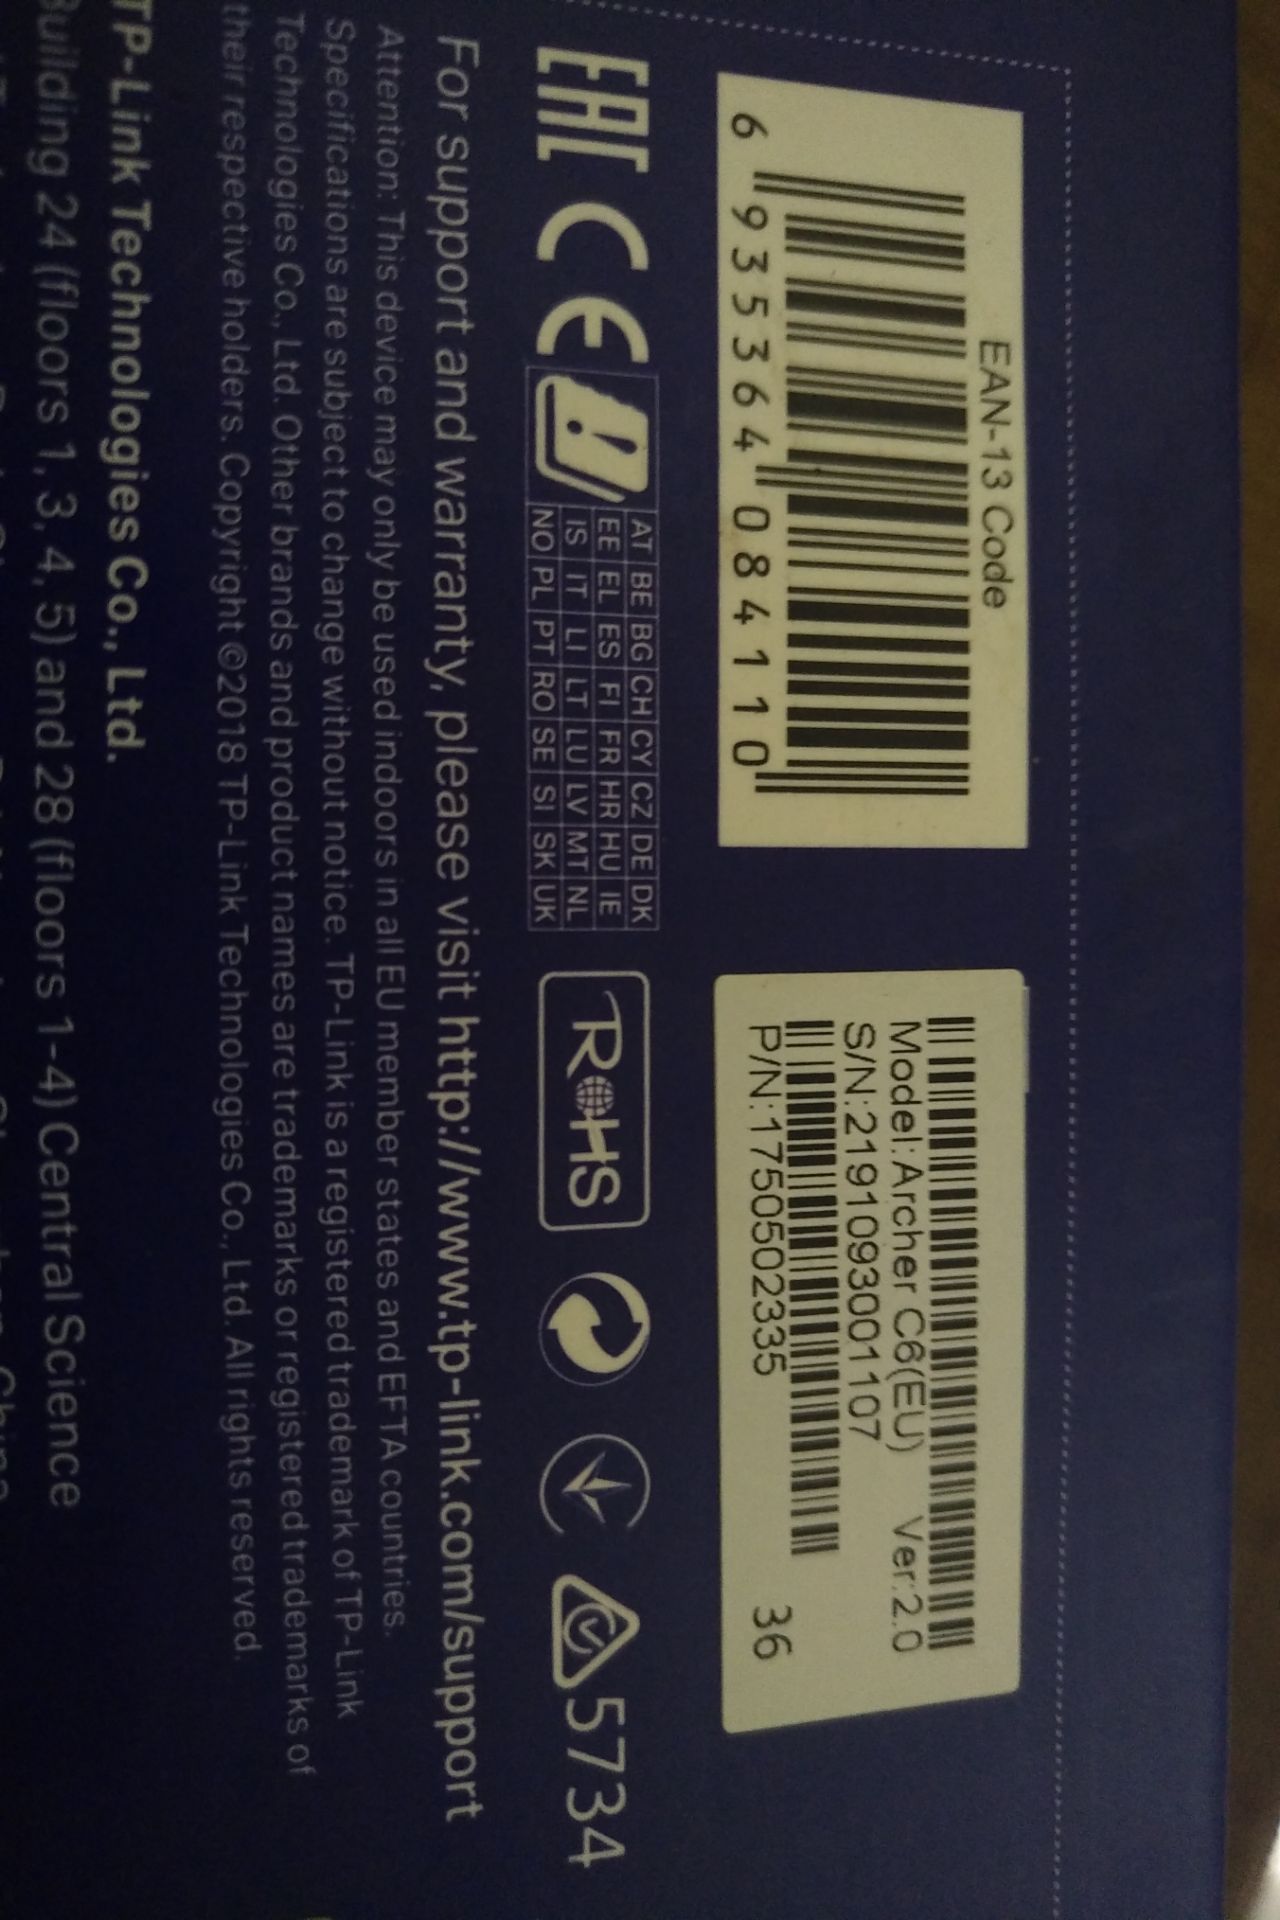 EAN-13 Code
6 935364 084110
Model:Archer C6(EU) Ver:2.0
S/N:2191093001107
P/N:1750502335 36
EAC CE
AT BE BG CH CY CZ DE DK
EE EL ES FI FR HR HU IE
IS IT LI LT LU LV MT NL
NO PL PT RO SE SI SK UK
RoHS
5734
For support and warranty, please visit http://www.tp-link.com/support
Attention: This device may only be used indoors in all EU member states and EFTA countries.
Specifications are subject to change without notice. TP-Link is a registered trademark of TP-Link
Technologies Co., Ltd. Other brands and product names are trademarks or registered trademarks of
their respective holders. Copyright ©2018 TP-Link Technologies Co., Ltd. All rights reserved.
TP-Link Technologies Co., Ltd.
Building 24 (floors 1, 3, 4, 5) and 28 (floors 1-4) Central Science